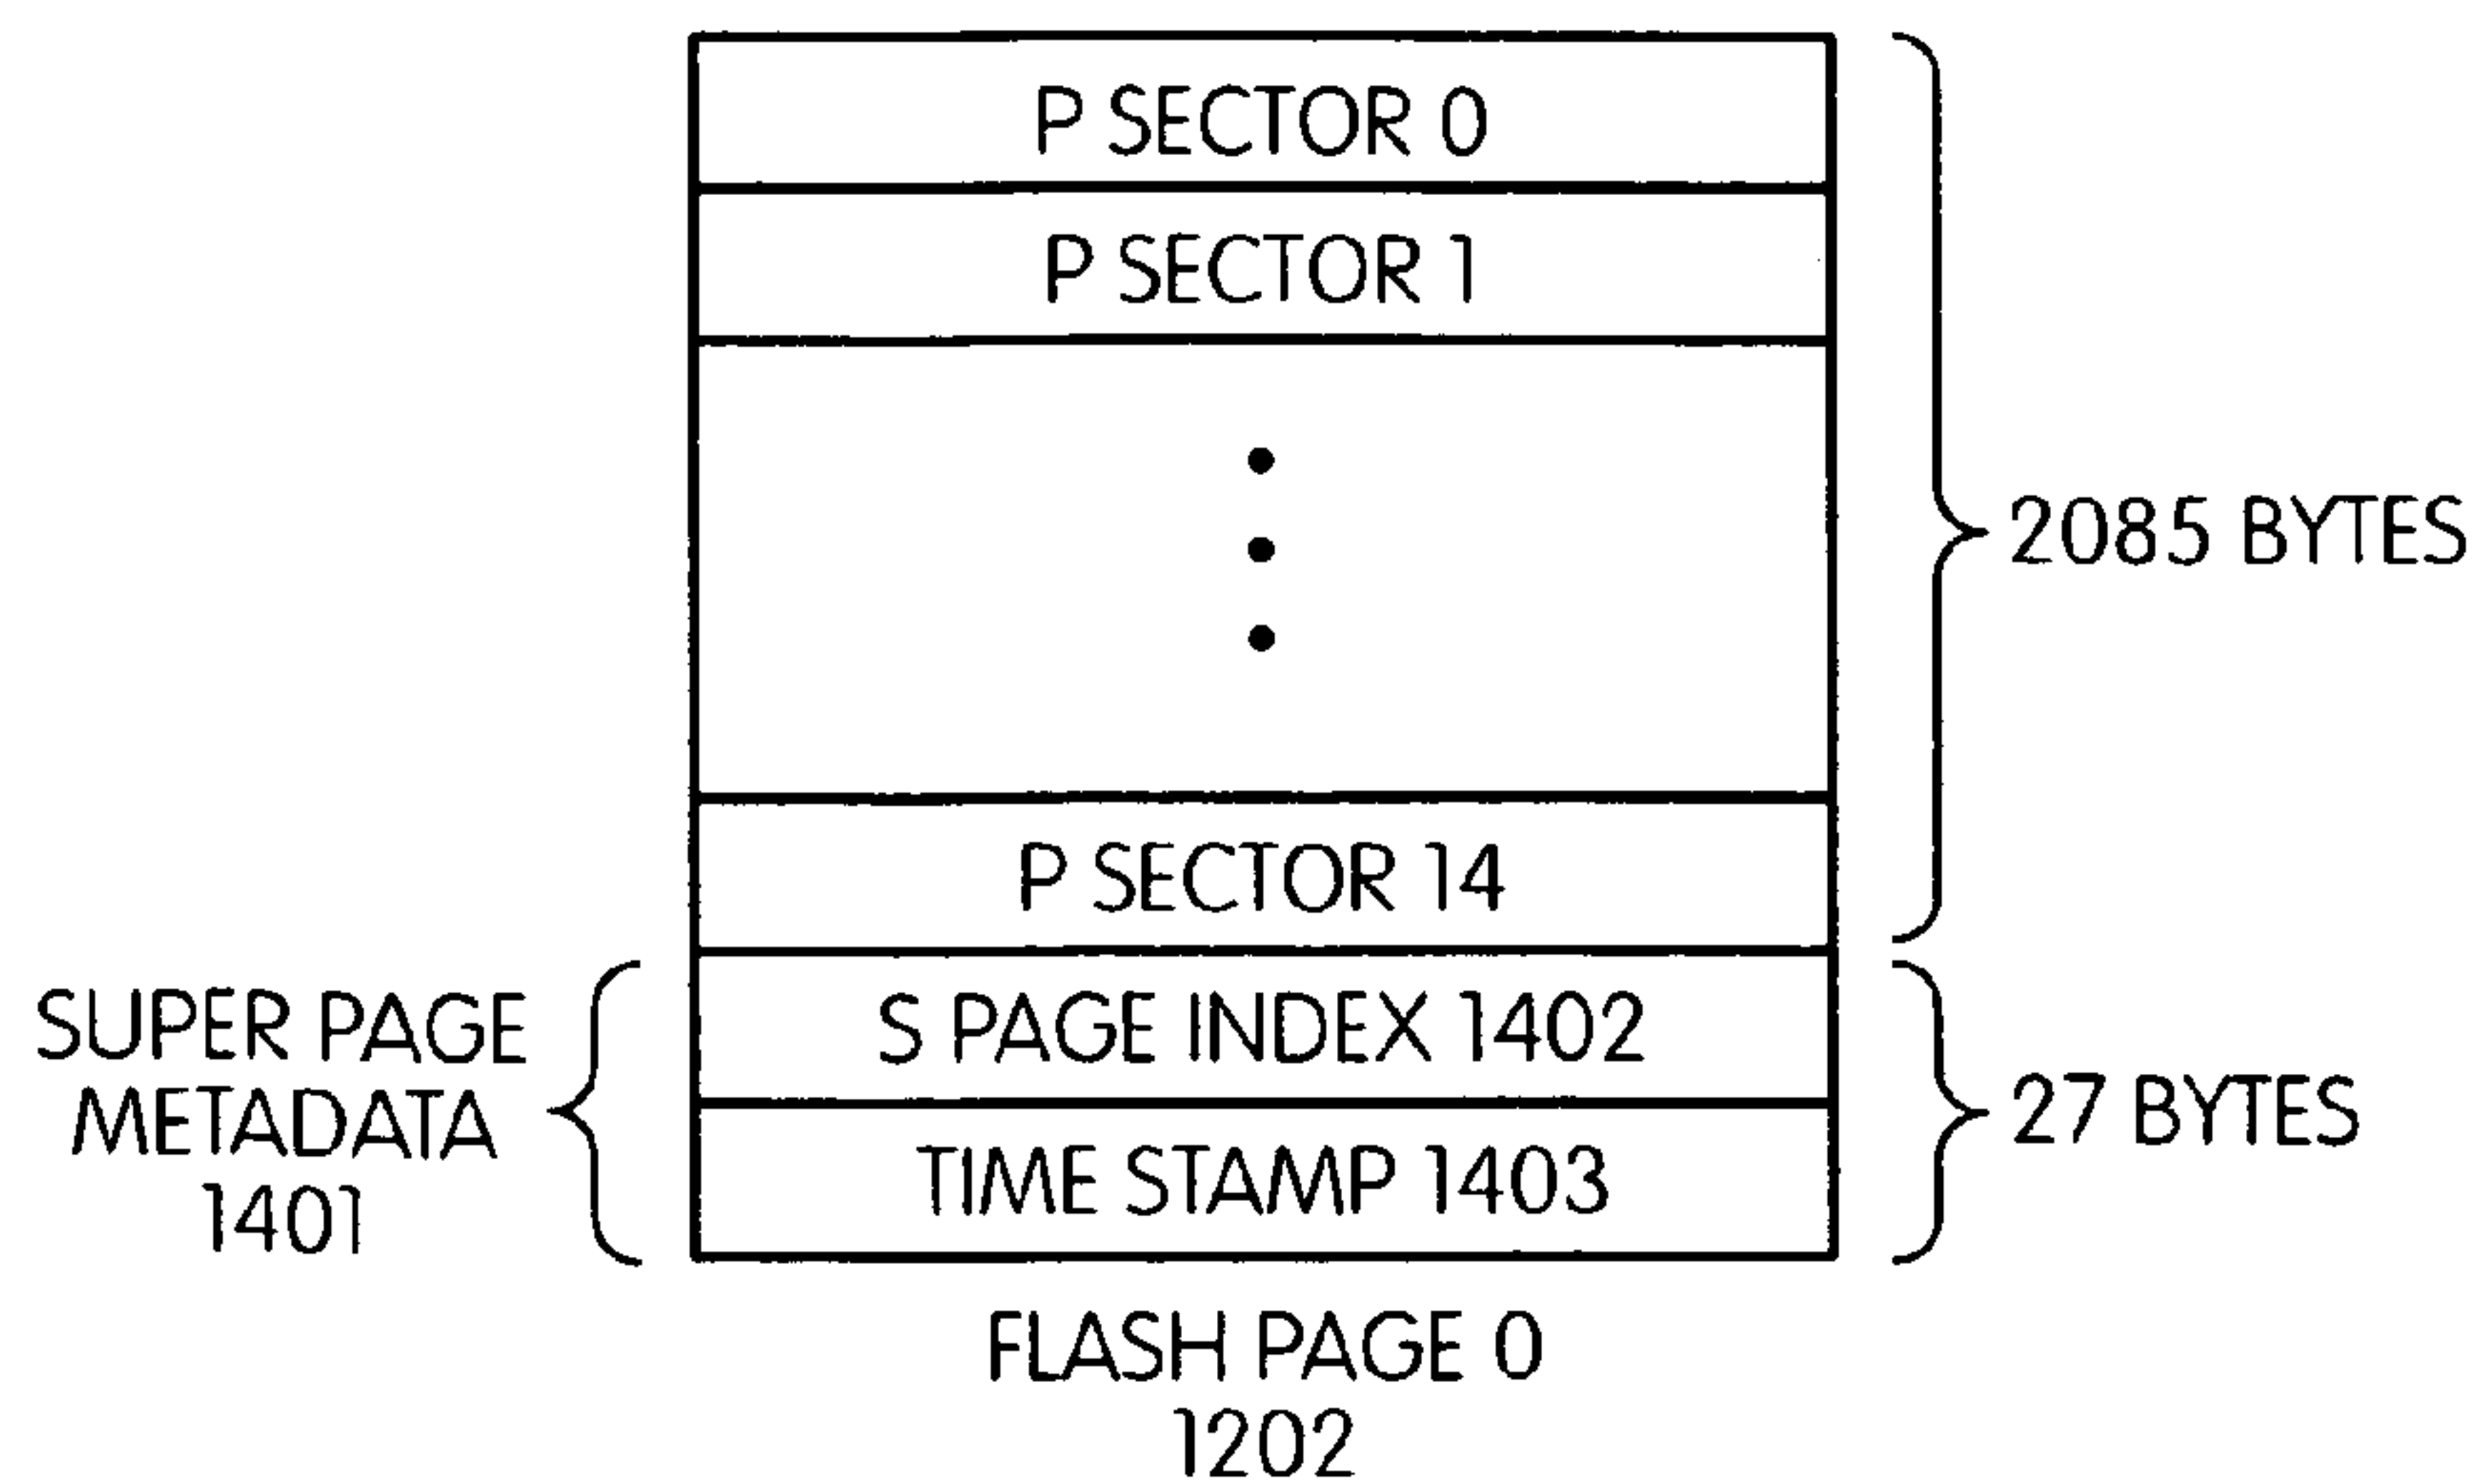 P SECTOR 0
P SECTOR 1
2085 BYTES
P SECTOR 14
SUPER PAGE
METADATA
1401
S PAGE INDEX 1402
TIME STAMP 1403
27 BYTES
FLASH PAGE 0
1202